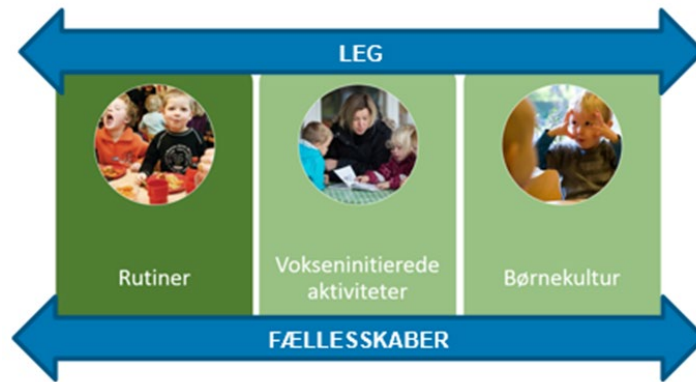 LEG
Rutiner
Vokseninitierede
aktiviteter
Børnekultur
FÆLLESSKABER